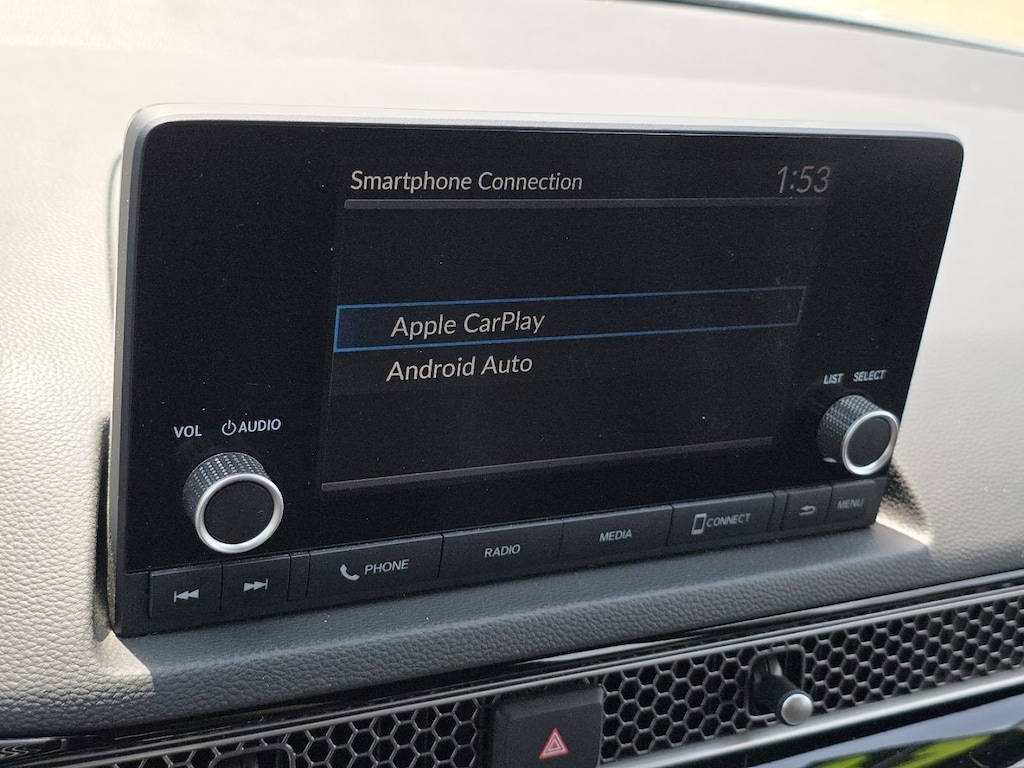 Smartphone Connection 1:53
Apple CarPlay
Android Auto
LIST SELECT
VOL AUDIO
PHONE RADIO MEDIA CONNECT MENU